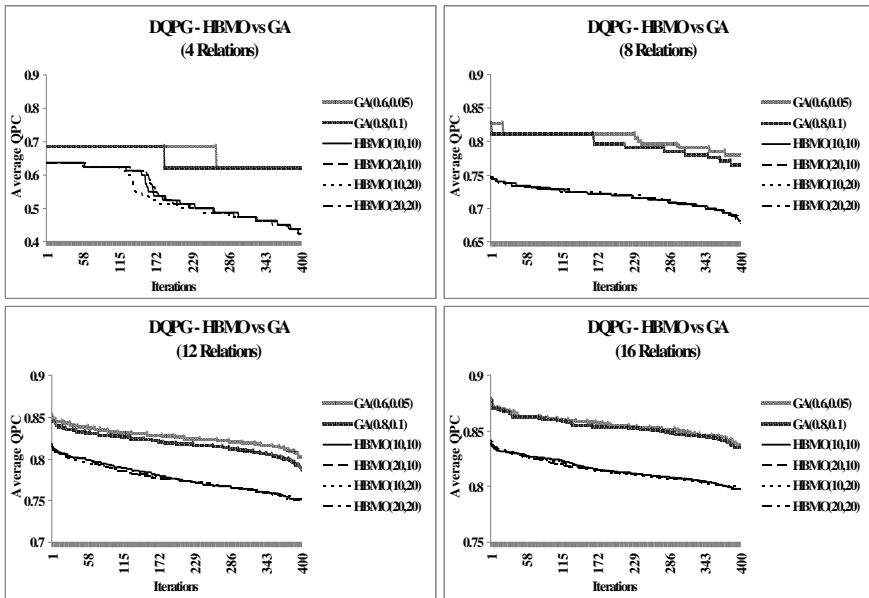 DQPG - HBMO vs GA
(4 Relations)
0.9
0.8
0.7
0.6
0.5
0.4
Average QPC
1
58
115
172
229
286
343
400
Iterations
GA(0.6,0.05)
GA(0.8,0.1)
HBMO(10,10)
HBMO(20,10)
HBMO(10,20)
HBMO(20,20)
DQPG - HBMO vs GA
(8 Relations)
0.9
0.85
0.8
0.75
0.7
0.65
Average QPC
1
58
115
172
229
286
343
400
Iterations
GA(0.6,0.05)
GA(0.8,0.1)
HBMO(10,10)
HBMO(20,10)
HBMO(10,20)
HBMO(20,20)
DQPG - HBMO vs GA
(12 Relations)
0.9
0.85
0.8
0.75
0.7
Average QPC
1
58
115
172
229
286
343
400
Iterations
GA(0.6,0.05)
GA(0.8,0.1)
HBMO(10,10)
HBMO(20,10)
HBMO(10,20)
HBMO(20,20)
DQPG - HBMO vs GA
(16 Relations)
0.9
0.85
0.8
0.75
Average QPC
1
58
115
172
229
286
343
400
Iterations
GA(0.6,0.05)
GA(0.8,0.1)
HBMO(10,10)
HBMO(20,10)
HBMO(10,20)
HBMO(20,20)